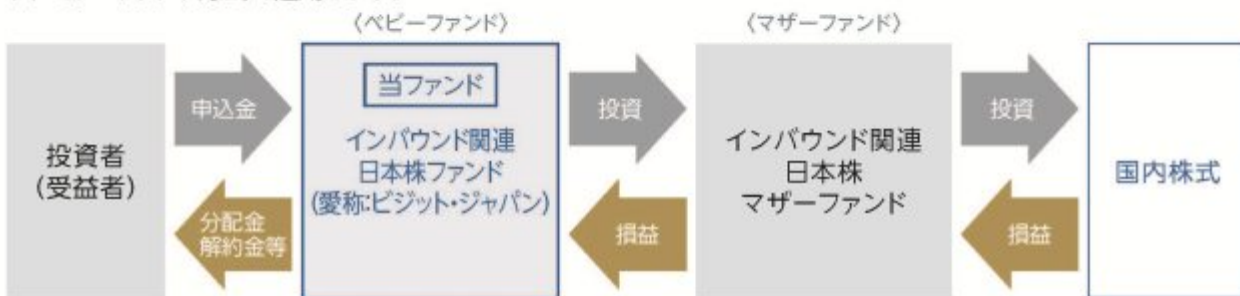 〈ベビーファンド〉
〈マザーファンド〉
投資者
(受益者)
申込金
分配金
解約金等
当ファンド
インバウンド関連
日本株ファンド
(愛称:ビジット・ジャパン)
投資
損益
インバウンド関連
日本株
マザーファンド
投資
損益
国内株式